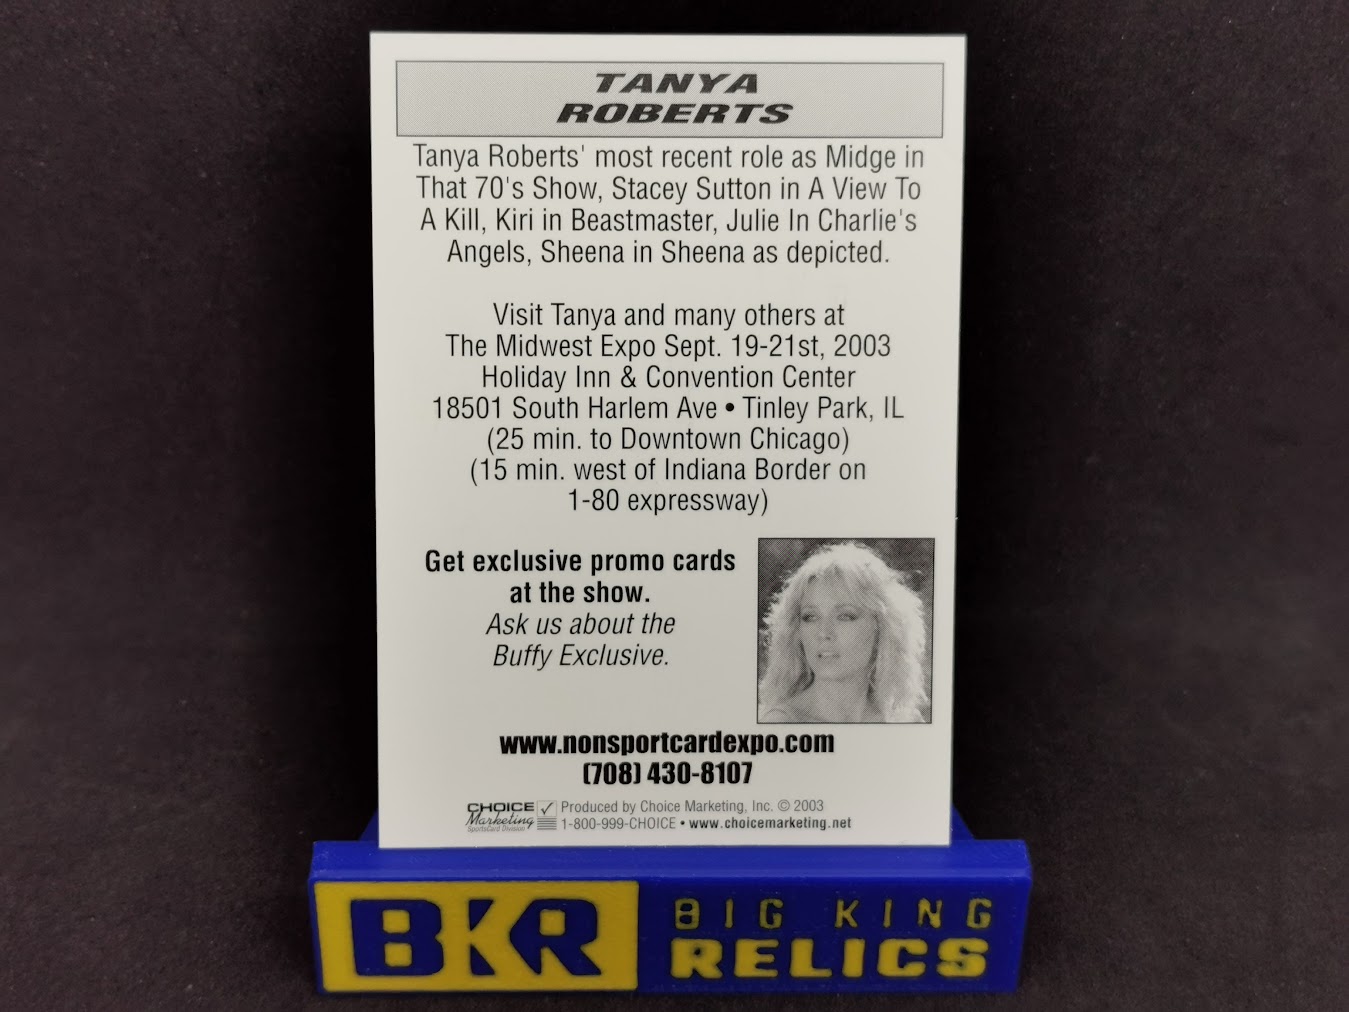 TANYA
ROBERTS
Tanya Roberts' most recent role as Midge in
That 70's Show, Stacey Sutton in A View To
A Kill, Kiri in Beastmaster, Julie In Charlie's
Angels, Sheena in Sheena as depicted.
Visit Tanya and many others at
The Midwest Expo Sept. 19-21st, 2003
Holiday Inn & Convention Center
18501 South Harlem Ave • Tinley Park, IL
(25 min. to Downtown Chicago)
(15 min. west of Indiana Border on
1-80 expressway)
Get exclusive promo cards
at the show.
Ask us about the
Buffy Exclusive.
www.nonsportcardexpo.com
(708) 430-8107
CHOICE
Marketing
SportsCard Division
Produced by Choice Marketing, Inc. © 2003
1-800-999-CHOICE • www.choicemarketing.net
BKR
BIG KING
RELICS